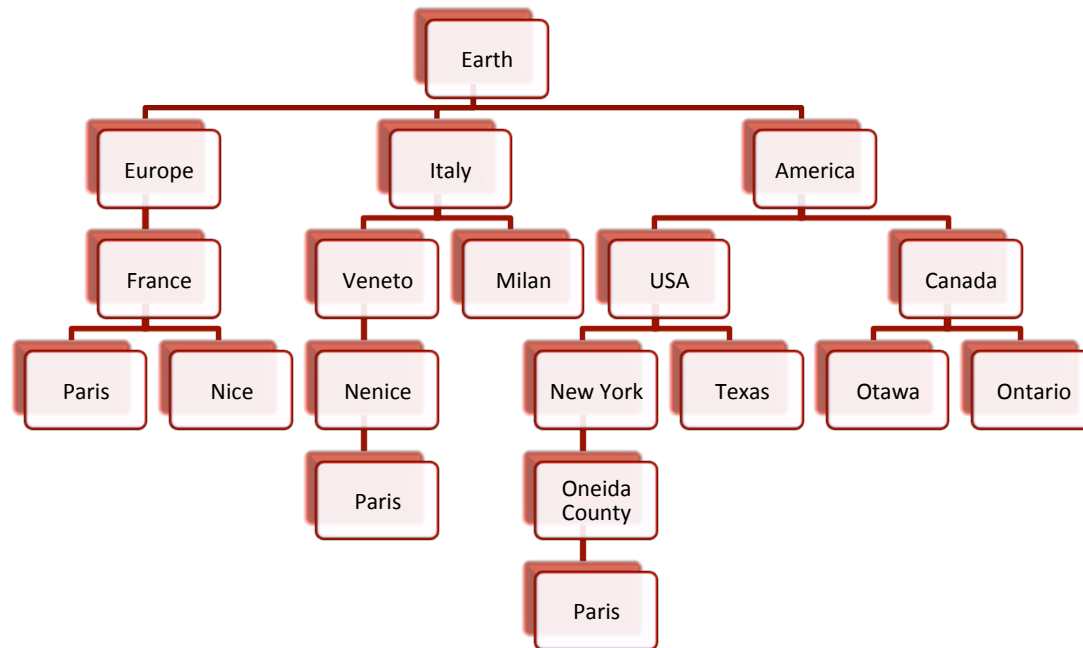 Earth
Europe
Italy
America
France
Veneto
Milan
USA
Canada
Paris
Nice
Nenice
New York
Texas
Otawa
Ontario
Paris
Oneida
County
Paris